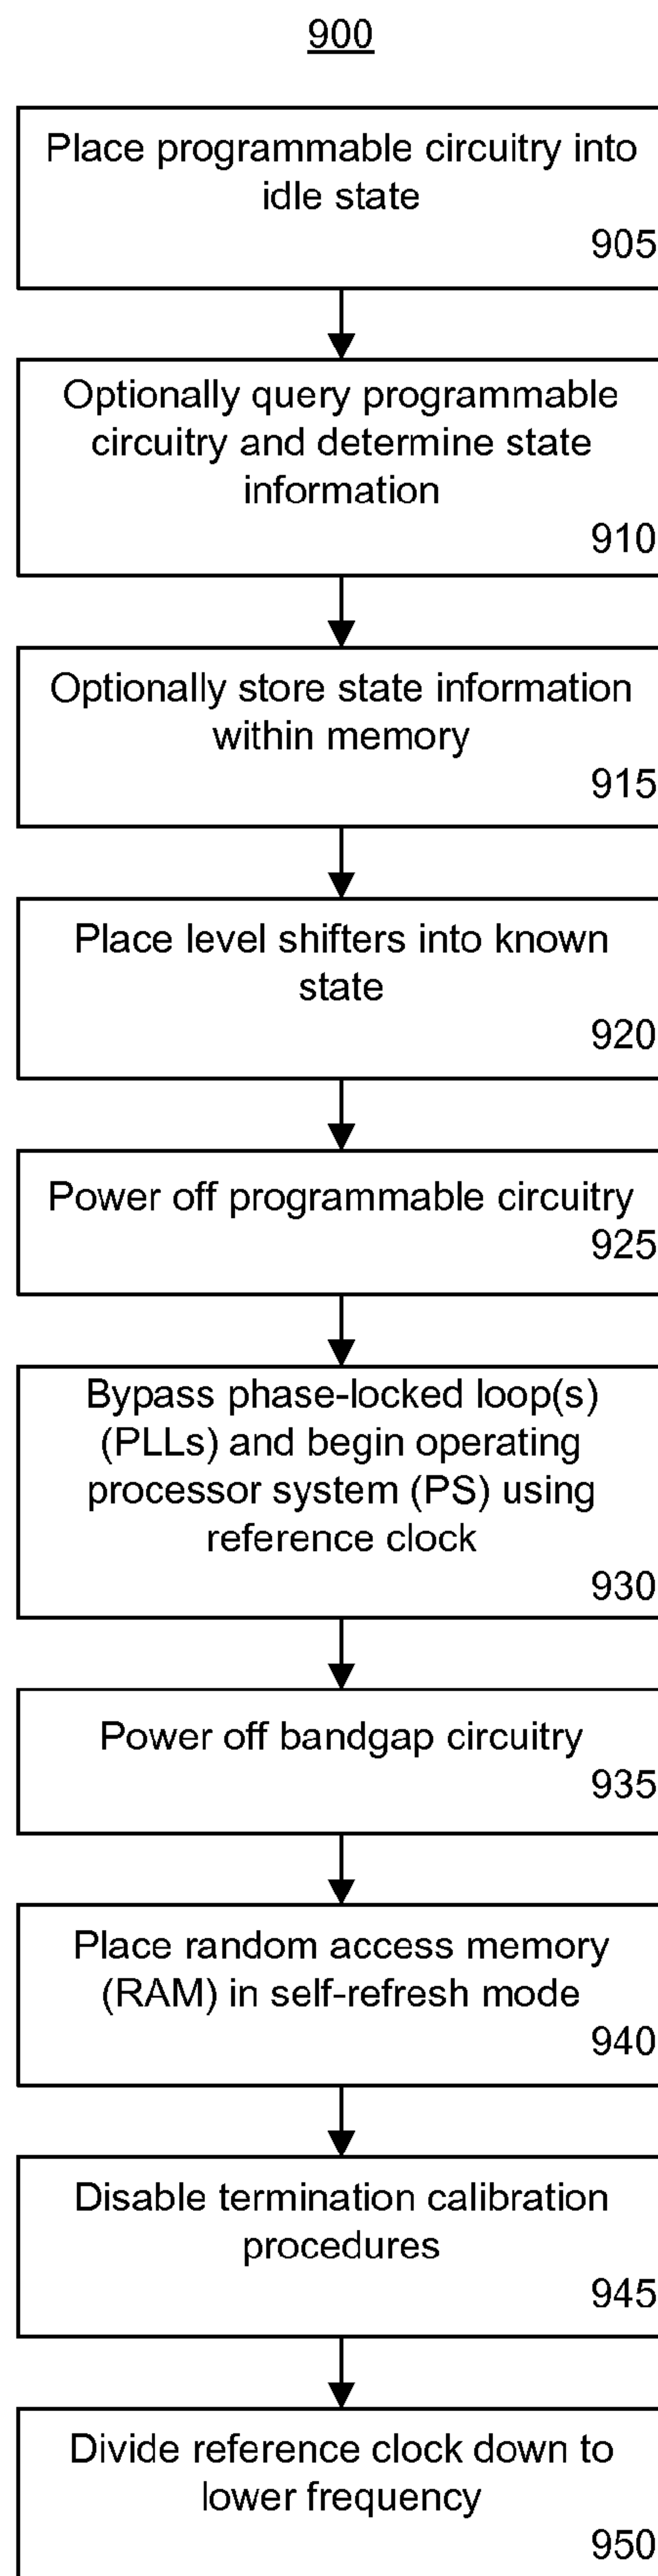 900
Place programmable circuitry into
idle state
905
Optionally query programmable
circuitry and determine state
information
910
Optionally store state information
within memory
915
Place level shifters into known
state
920
Power off programmable circuitry
925
Bypass phase-locked loop(s)
(PLLs) and begin operating
processor system (PS) using
reference clock
930
Power off bandgap circuitry
935
Place random access memory
(RAM) in self-refresh mode
940
Disable termination calibration
procedures
945
Divide reference clock down to
lower frequency
950